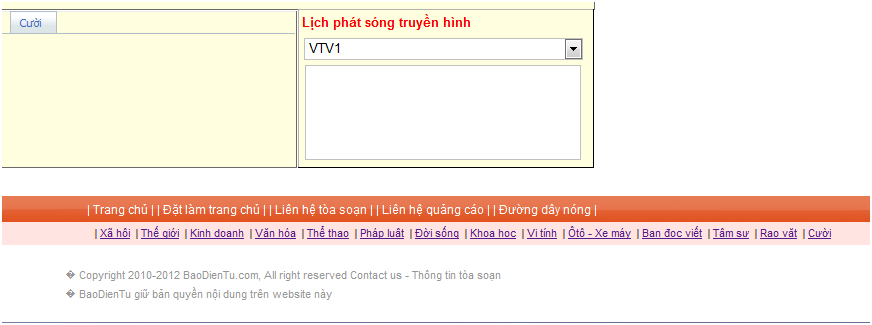 Cười
Lịch phát sóng truyền hình
VTV1
| Trang chủ | | Đặt làm trang chủ | | Liên hệ tòa soạn | | Liên hệ quảng cáo | | Đường dây nóng |
| Xã hội | Thế giới | Kinh doanh | Văn hóa | Thể thao | Pháp luật | Đời sống | Khoa học | Vi tính | Ôtô - Xe máy | Bạn đọc viết | Tâm sự | Rao vặt | Cười
� Copyright 2010-2012 BaoDienTu.com, All right reserved Contact us - Thông tin tòa soạn
� BaoDienTu giữ bản quyền nội dung trên website này